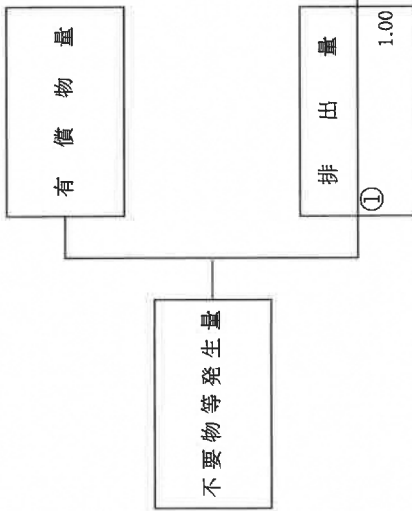 不要物等発生量
有償物量
排出量
①
1.00